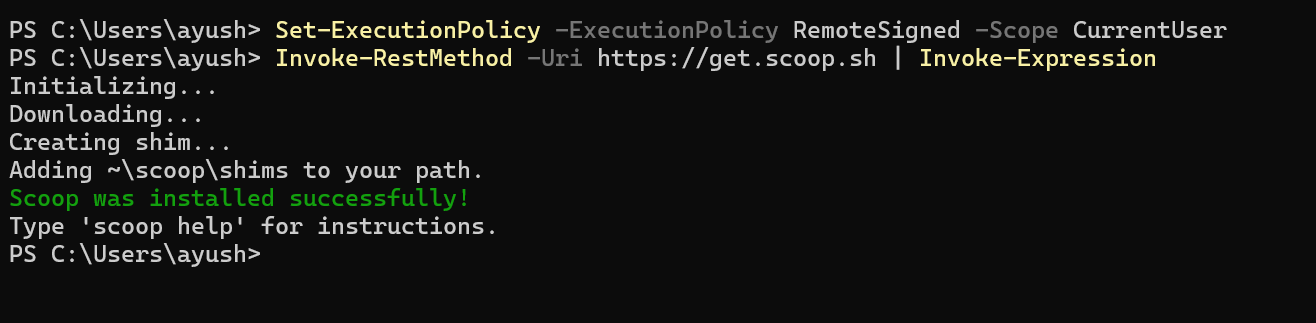 PS C:\Users\ayush> Set-ExecutionPolicy -ExecutionPolicy RemoteSigned -Scope CurrentUser
PS C:\Users\ayush> Invoke-RestMethod -Uri https://get.scoop.sh | Invoke-Expression
Initializing...
Downloading...
Creating shim...
Adding ~\scoop\shims to your path.
Scoop was installed successfully!
Type 'scoop help' for instructions.
PS C:\Users\ayush>